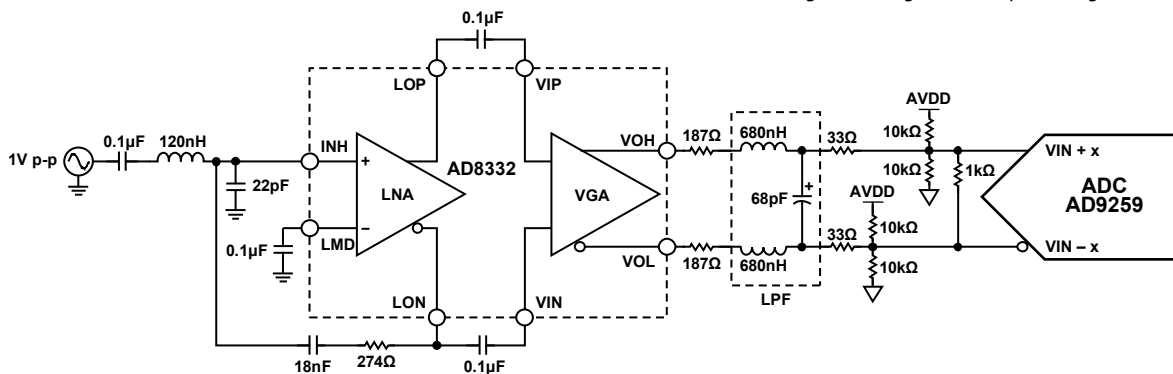 0.1µF
LOP
VIP
AVDD
0.1µF
120nH
187Ω
680nH
33Ω
10kΩ
1V p-p
INH
VOH
VIN + x
22pF
LNA
AD8332
VGA
68pF
+
10kΩ
1kΩ
ADC
AD9259
AVDD
0.1µF
LMD
VOL
33Ω
10kΩ
VIN – x
187Ω
680nH
10kΩ
LON
VIN
LPF
18nF
274Ω
0.1µF
+
–